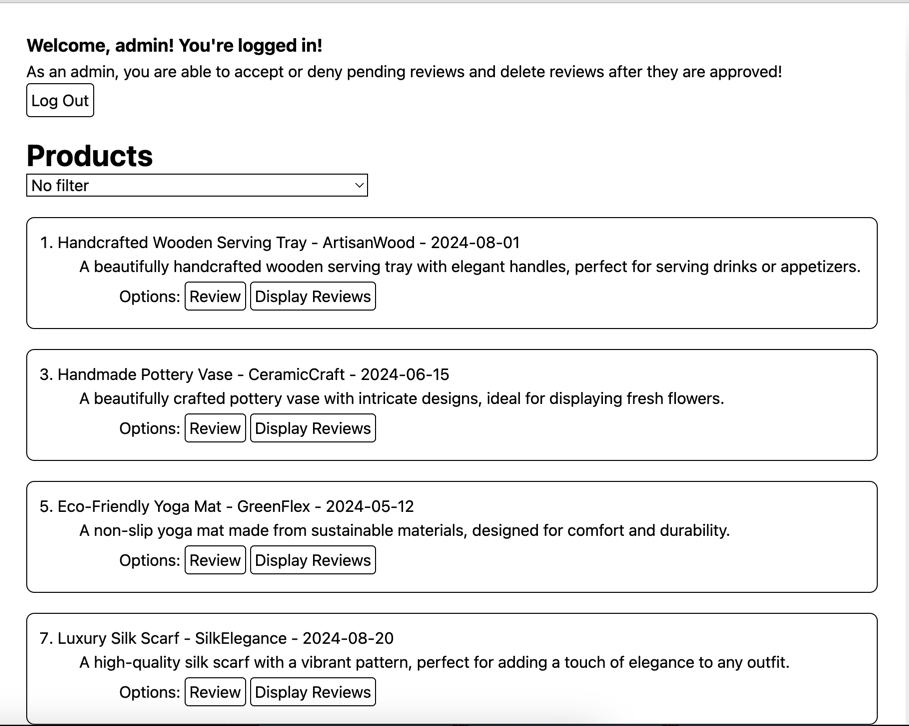 Welcome, admin! You're logged in!
As an admin, you are able to accept or deny pending reviews and delete reviews after they are approved!
Log Out
Products
No filter
1. Handcrafted Wooden Serving Tray - ArtisanWood - 2024-08-01
A beautifully handcrafted wooden serving tray with elegant handles, perfect for serving drinks or appetizers.
Options: Review Display Reviews
3. Handmade Pottery Vase - CeramicCraft - 2024-06-15
A beautifully crafted pottery vase with intricate designs, ideal for displaying fresh flowers.
Options: Review Display Reviews
5. Eco-Friendly Yoga Mat - GreenFlex - 2024-05-12
A non-slip yoga mat made from sustainable materials, designed for comfort and durability.
Options: Review Display Reviews
7. Luxury Silk Scarf - SilkElegance - 2024-08-20
A high-quality silk scarf with a vibrant pattern, perfect for adding a touch of elegance to any outfit.
Options: Review Display Reviews